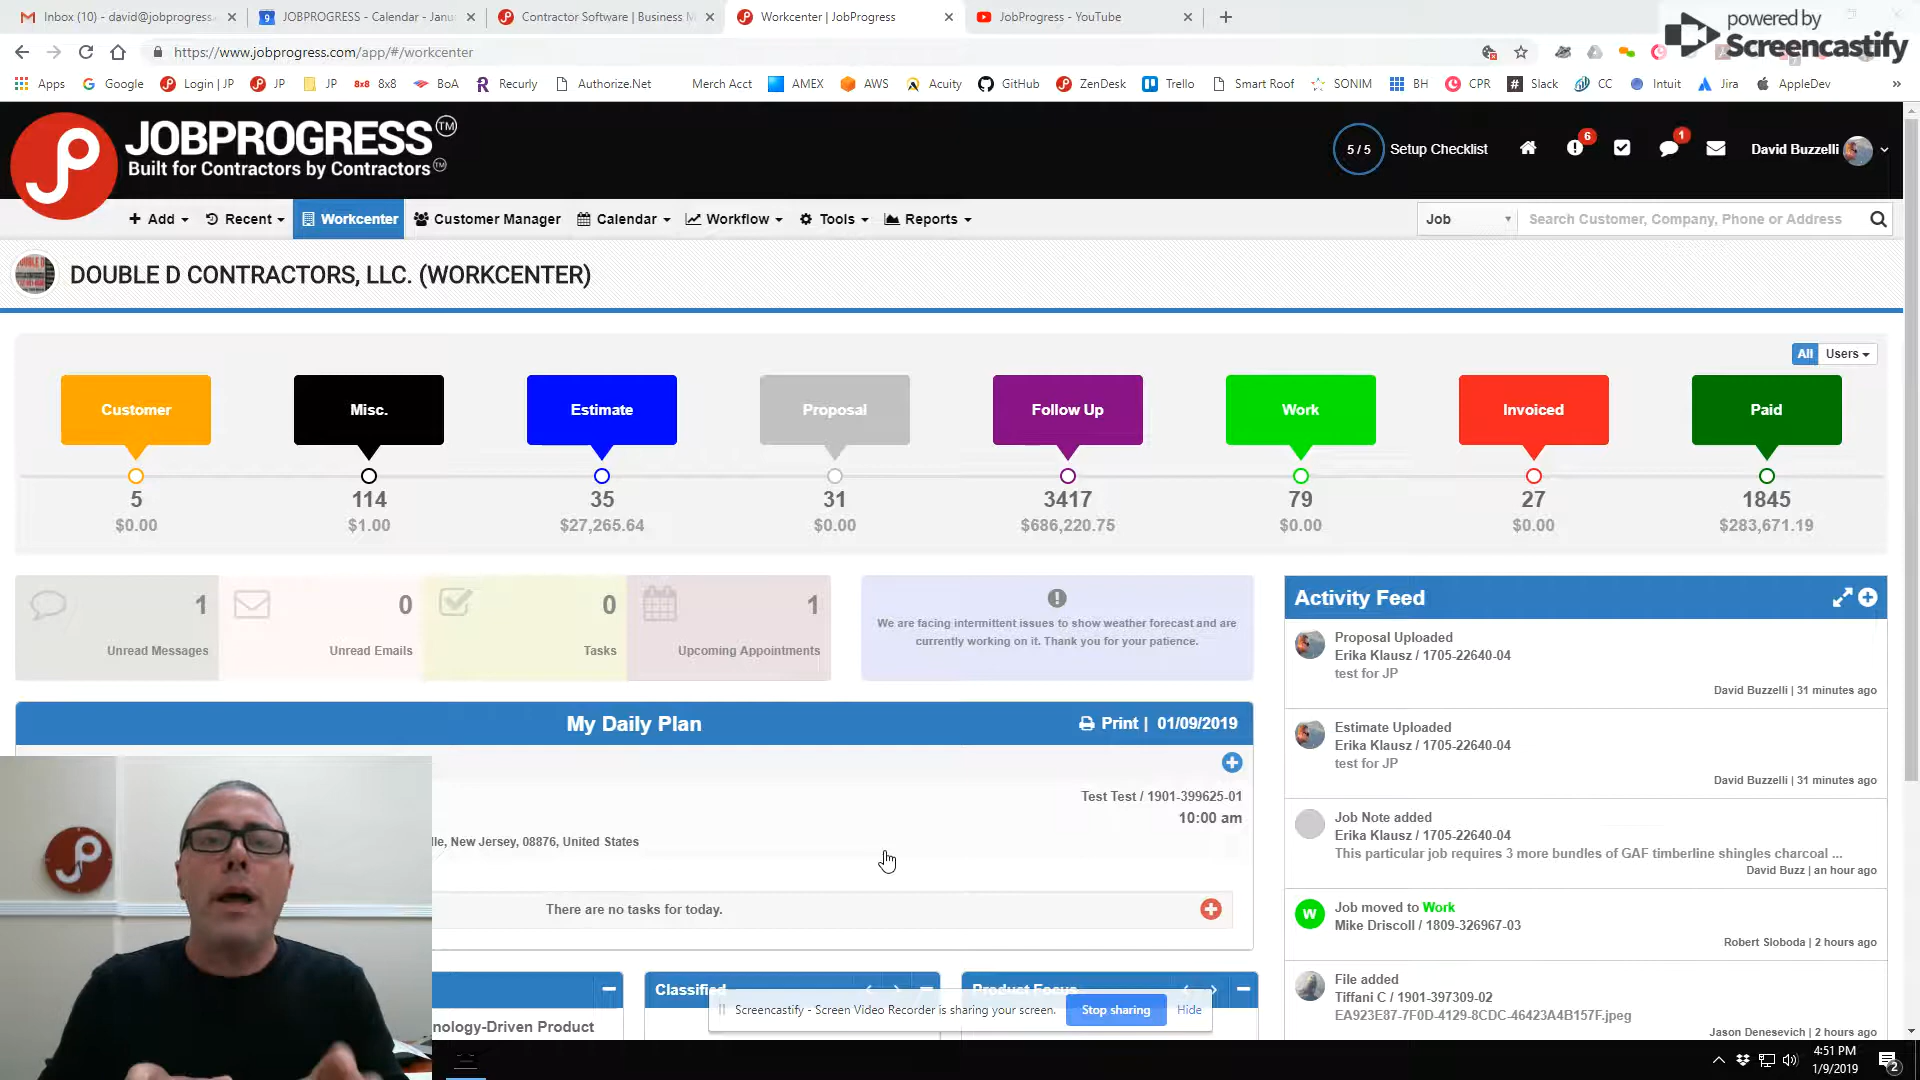 Inbox (10) - david@jobprogress.
JOBPROGRESS - Calendar - Janu
Contractor Software | Business M
Workcenter | JobProgress
JobProgress - YouTube
powered by
Screencastify
https://www.jobprogress.com/app/#/workcenter
Apps Google Login | JP JP JP 8x8 8x8 BoA Recurly Authorize.Net Merch Acct AMEX AWS Acuity GitHub ZenDesk Trello Smart Roof SONIM BH CPR Slack CC Intuit Jira AppleDev »
JOBPROGRESS TM
Built for Contractors by Contractors TM
5 / 5 Setup Checklist 6 1 David Buzzelli
Add Recent Workcenter Customer Manager Calendar Workflow Tools Reports
Job Search Customer, Company, Phone or Address
DOUBLE D CONTRACTORS, LLC. (WORKCENTER)
All Users
Customer Misc. Estimate Proposal Follow Up Work Invoiced Paid
5 114 35 31 3417 79 27 1845
$0.00 $1.00 $27,265.64 $0.00 $686,220.75 $0.00 $0.00 $283,671.19
1 0 0 1
Unread Messages Unread Emails Tasks Upcoming Appointments
We are facing intermittent issues to show weather forecast and are
currently working on it. Thank you for your patience.
My Daily Plan Print | 01/09/2019
Test Test / 1901-399625-01
10:00 am
lle, New Jersey, 08876, United States
There are no tasks for today.
Classified
Product Focus
nology-Driven Product
Screencastify - Screen Video Recorder is sharing your screen. Stop sharing Hide
Activity Feed
Proposal Uploaded
Erika Klausz / 1705-22640-04
test for JP
David Buzzelli | 31 minutes ago
Estimate Uploaded
Erika Klausz / 1705-22640-04
test for JP
David Buzzelli | 31 minutes ago
Job Note added
Erika Klausz / 1705-22640-04
This particular job requires 3 more bundles of GAF timberline shingles charcoal ...
David Buzz | an hour ago
W
Job moved to Work
Mike Driscoll / 1809-326967-03
Robert Sloboda | 2 hours ago
File added
Tiffani C / 1901-397309-02
EA923E87-7F0D-4129-8CDC-46423A4B157F.jpeg
Jason Denesevich | 2 hours ago
4:51 PM
1/9/2019
2